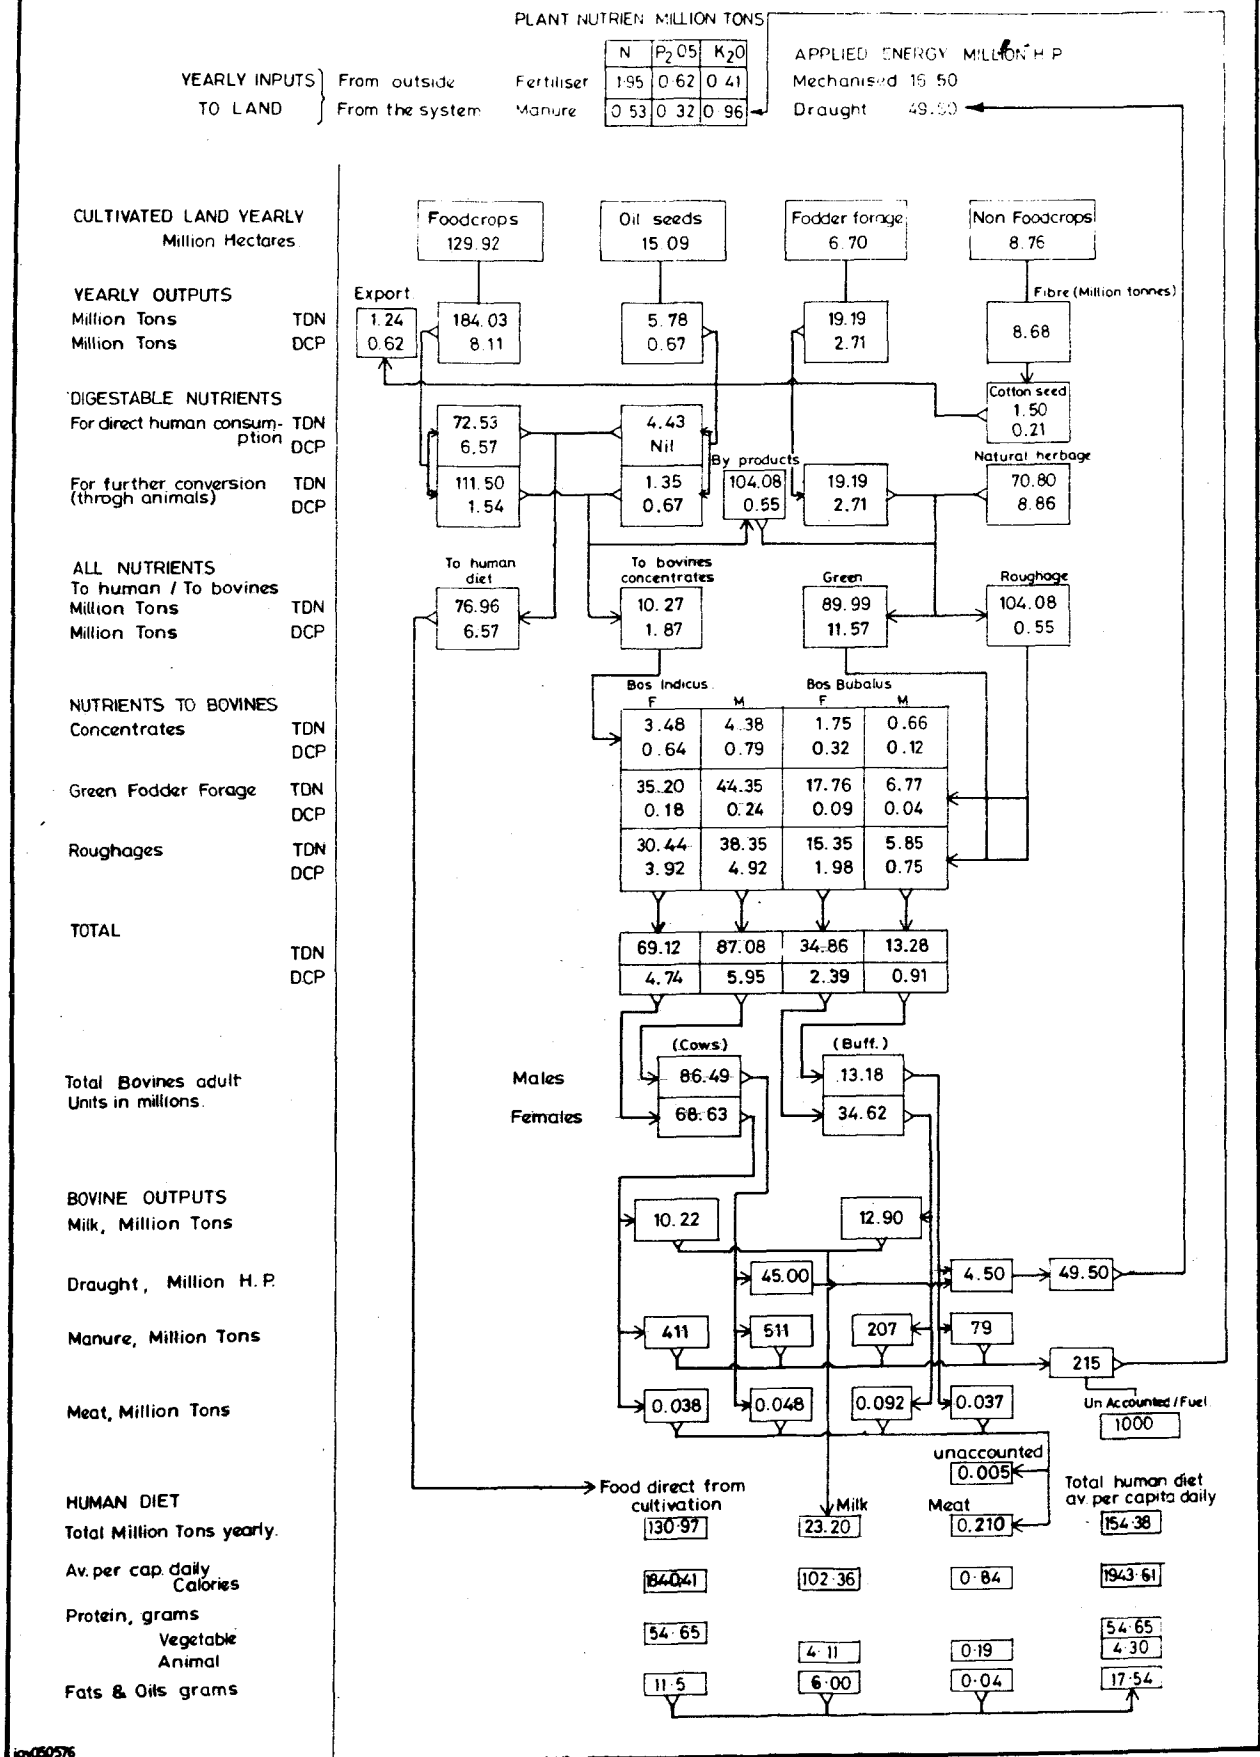 PLANT NUTRIEN MILLION TONS
N P2 O5 K2O
APPLIED ENERGY MILLION H P
YEARLY INPUTS From outside Fertiliser 1·95 0·62 0 41 Mechanised 16 50
TO LAND From the system Manure 0 53 0 32 0 96 Draught 49.50
CULTIVATED LAND YEARLY
Million Hectares
Foodcrops
129.92
Oil seeds
15 09
Fodder forage
6.70
Non Foodcrops
8.76
YEARLY OUTPUTS Export Fibre (Million tonnes)
Million Tons TDN 1.24 184.03 5.78 19.19 8.68
Million Tons DCP 0.62 8.11 0.67 2.71
DIGESTABLE NUTRIENTS Cotton seed
1.50
0.21
For direct human consum- TDN 72.53 4.43
ption DCP 6.57 Nil
By products Natural herbage
For further conversion TDN 111.50 1.35 104.08 19.19 70.80
(throgh animals) DCP 1.54 0.67 0.55 2.71 8.86
ALL NUTRIENTS
To human / To bovines
To human diet To bovines concentrates Green Roughage
Million Tons TDN 76.96 10.27 89.99 104.08
Million Tons DCP 6.57 1.87 11.57 0.55
NUTRIENTS TO BOVINES
Bos Indicus Bos Bubalus
F M F M
Concentrates TDN 3.48 4.38 1.75 0.66
DCP 0.64 0.79 0.32 0.12
Green Fodder Forage TDN 35.20 44.35 17.76 6.77
DCP 0.18 0.24 0.09 0.04
Roughages TDN 30.44 38.35 15.35 5.85
DCP 3.92 4.92 1.98 0.75
TOTAL
TDN 69.12 87.08 34.86 13.28
DCP 4.74 5.95 2.39 0.91
(Cows) (Buff.)
Total Bovines adult Males 86.49 13.18
Units in millions. Females 68.63 34.62
BOVINE OUTPUTS
Milk, Million Tons 10.22 12.90
Draught, Million H.P. 45.00 4.50 49.50
Manure, Million Tons 411 511 207 79
215
Meat, Million Tons 0.038 0.048 0.092 0.037
Un Accounted/Fuel
1000
unaccounted
0.005
HUMAN DIET
Food direct from cultivation Milk Meat Total human diet av. per capita daily
Total Million Tons yearly. 130·97 23.20 0.210 154·38
Av. per cap. daily
Calories 1840·41 102·36 0·84 1943·61
Protein, grams
Vegetable 54·65 54·65
Animal 4·11 0·19 4·30
Fats & Oils grams 11·5 6·00 0·04 17·54